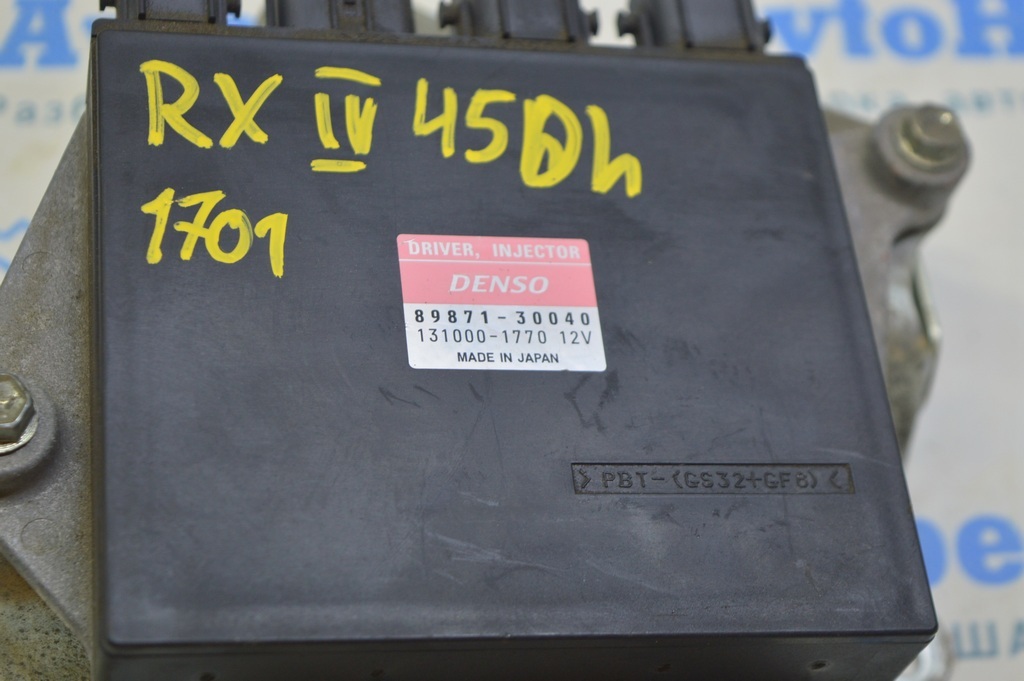 RX IV 450h
1701
DRIVER, INJECTOR
DENSO
89871-30040
131000-1770 12V
MADE IN JAPAN
>PBT-(GS32+GF8)<